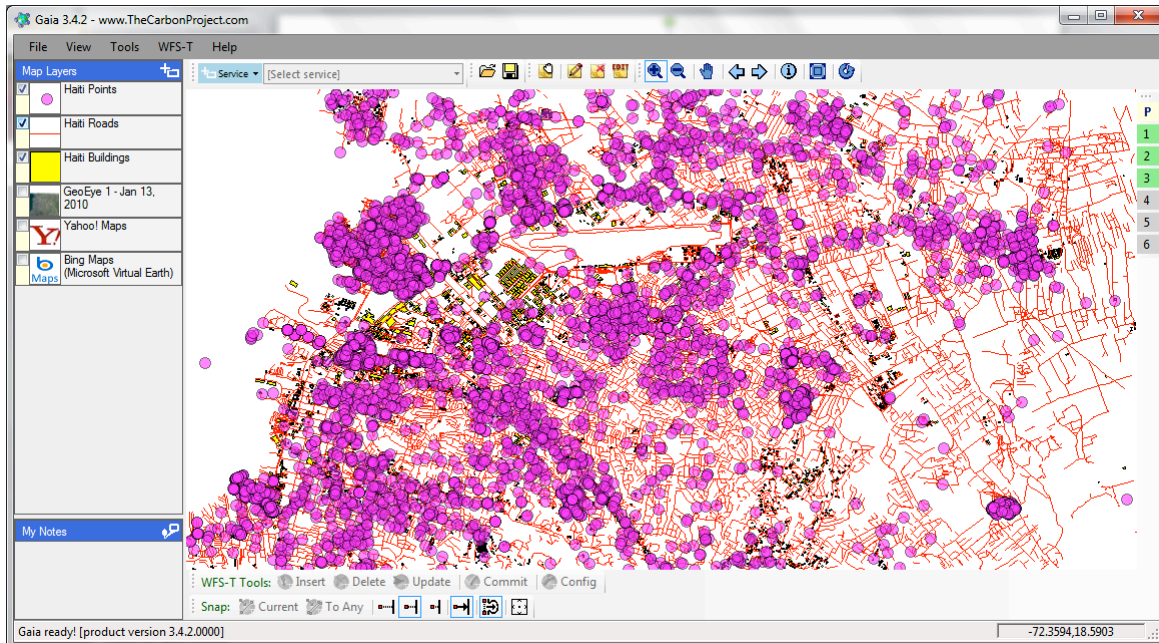 Gaia 3.4.2 - www.TheCarbonProject.com
File View Tools WFS-T Help
Map Layers
Service [Select service]
EDIT
Haiti Points
Haiti Roads
Haiti Buildings
GeoEye 1 - Jan 13,
2010
Y!
Yahoo! Maps
Maps
Bing Maps
(Microsoft Virtual Earth)
P
1
2
3
4
5
6
My Notes
WFS-T Tools: Insert Delete Update Commit Config
Snap: Current To Any
Gaia ready! [product version 3.4.2.0000]
-72.3594,18.5903